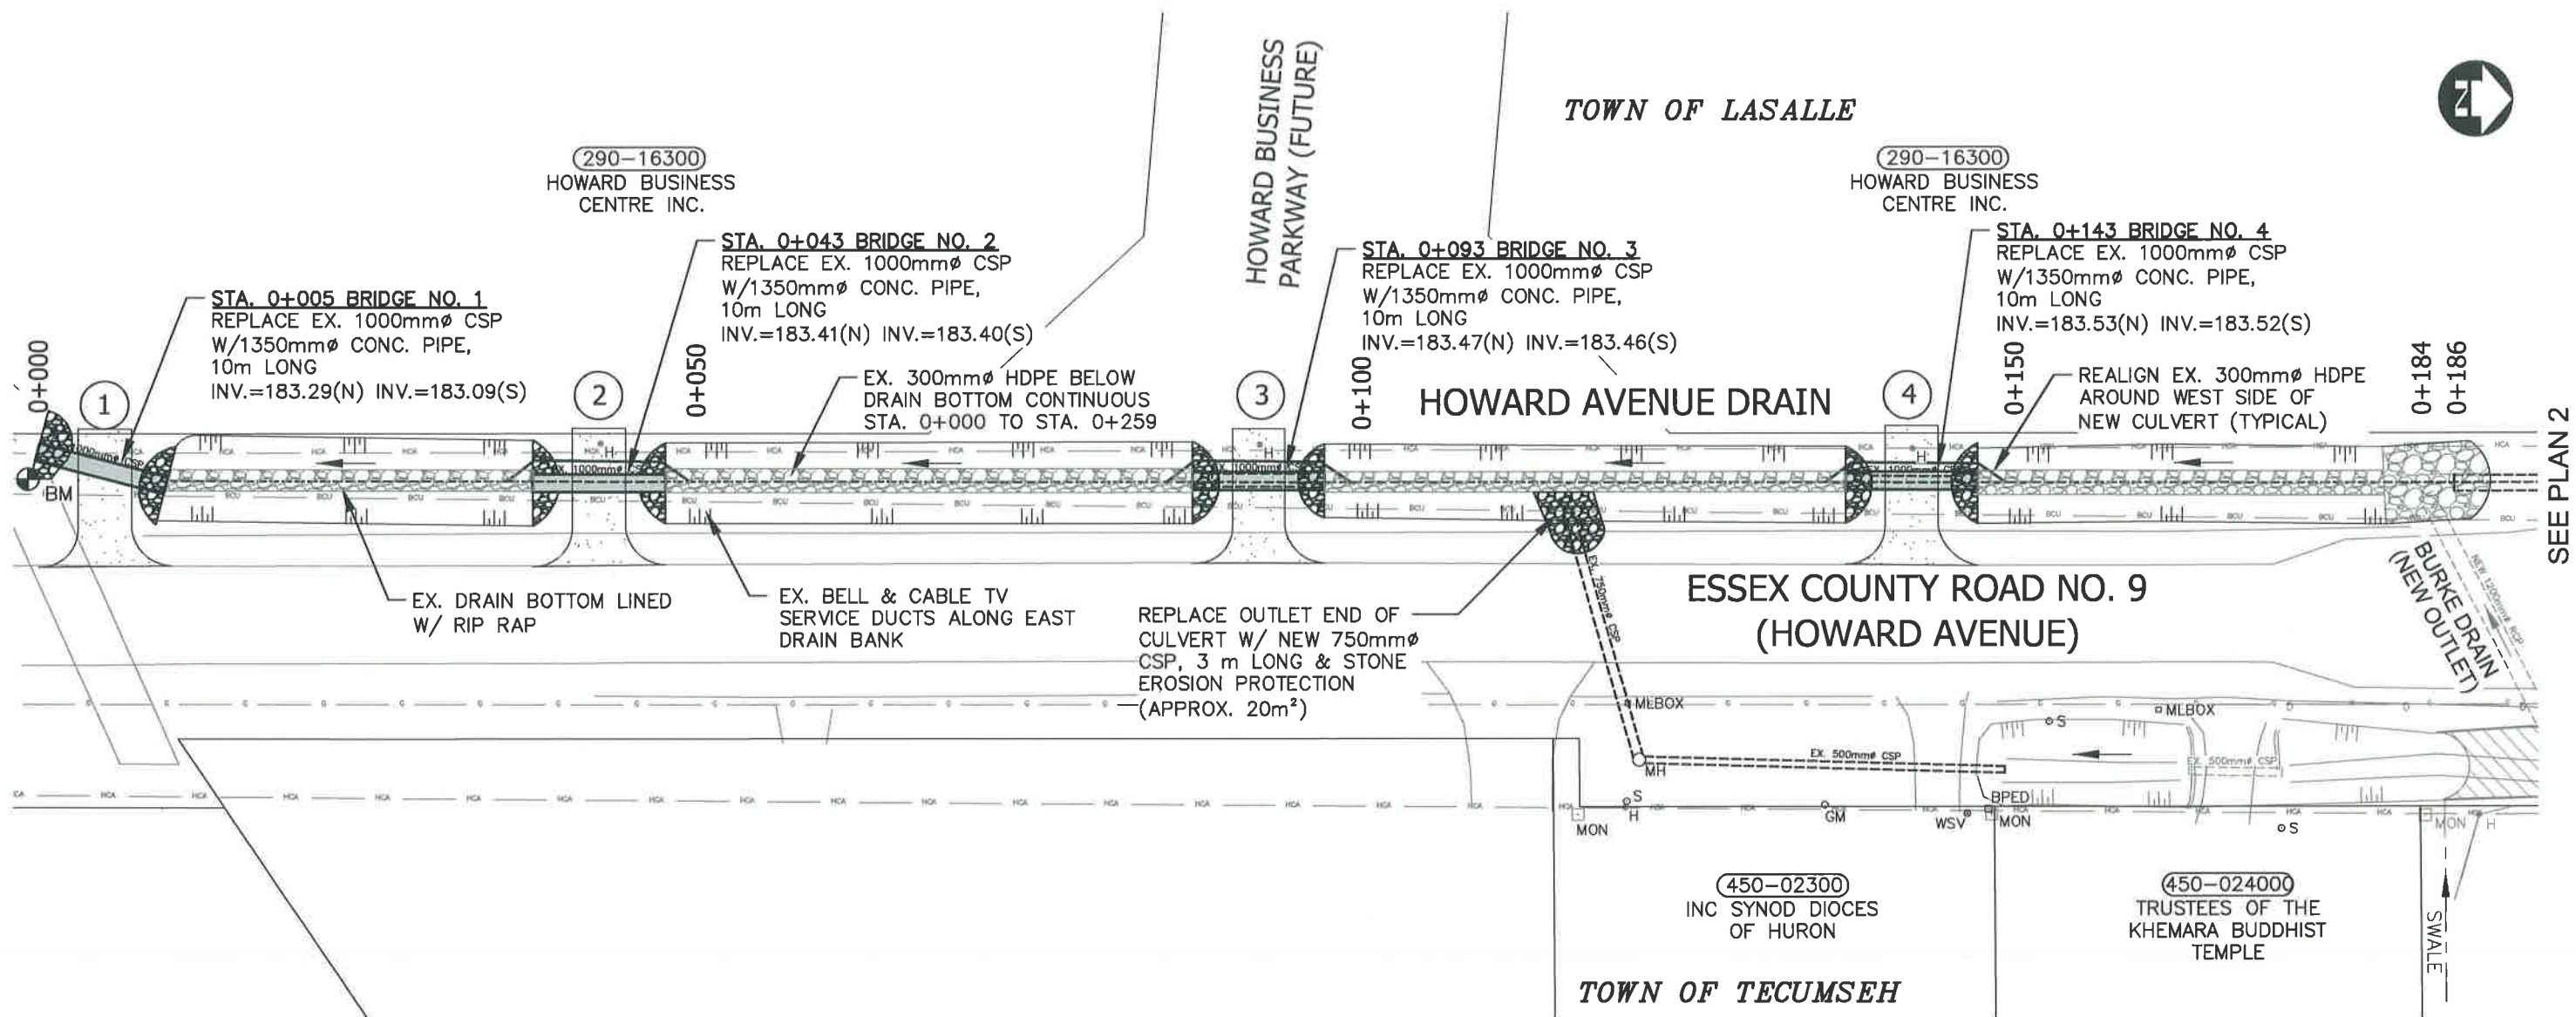 TOWN OF LASALLE
N
HOWARD BUSINESS
PARKWAY (FUTURE)
290-16300
HOWARD BUSINESS
CENTRE INC.
290-16300
HOWARD BUSINESS
CENTRE INC.
STA. 0+005 BRIDGE NO. 1
REPLACE EX. 1000mmø CSP
W/1350mmø CONC. PIPE,
10m LONG
INV.=183.29(N) INV.=183.09(S)
STA. 0+043 BRIDGE NO. 2
REPLACE EX. 1000mmø CSP
W/1350mmø CONC. PIPE,
10m LONG
INV.=183.41(N) INV.=183.40(S)
STA. 0+093 BRIDGE NO. 3
REPLACE EX. 1000mmø CSP
W/1350mmø CONC. PIPE,
10m LONG
INV.=183.47(N) INV.=183.46(S)
STA. 0+143 BRIDGE NO. 4
REPLACE EX. 1000mmø CSP
W/1350mmø CONC. PIPE,
10m LONG
INV.=183.53(N) INV.=183.52(S)
0+000
1
2
0+050
EX. 300mmø HDPE BELOW
DRAIN BOTTOM CONTINUOUS
STA. 0+000 TO STA. 0+259
3
0+100
HOWARD AVENUE DRAIN
4
0+150
REALIGN EX. 300mmø HDPE
AROUND WEST SIDE OF
NEW CULVERT (TYPICAL)
0+184
0+186
SEE PLAN 2
BM
EX. DRAIN BOTTOM LINED
W/ RIP RAP
EX. BELL & CABLE TV
SERVICE DUCTS ALONG EAST
DRAIN BANK
REPLACE OUTLET END OF
CULVERT W/ NEW 750mmø
CSP, 3 m LONG & STONE
EROSION PROTECTION
(APPROX. 20m²)
EX. 750mmø CSP
ESSEX COUNTY ROAD NO. 9
(HOWARD AVENUE)
BURKE DRAIN
(NEW OUTLET)
NEW 1200mmø RCP
MLBOX
MLBOX
S
MH
EX. 500mmø CSP
EX. 500mmø CSP
BPED
S
H
MON
GM
WSV
MON
S
MON
H
450-02300
INC SYNOD DIOCES
OF HURON
450-024000
TRUSTEES OF THE
KHEMARA BUDDHIST
TEMPLE
SWALE
TOWN OF TECUMSEH